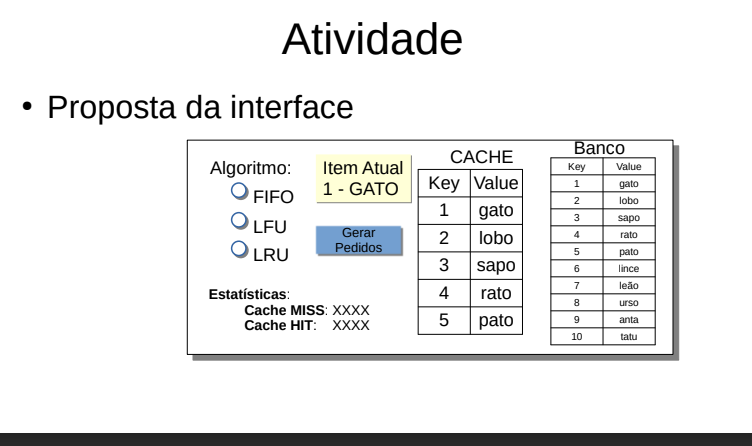 Atividade
• Proposta da interface
Algoritmo:
FIFO
LFU
LRU
Item Atual
1 - GATO
Gerar
Pedidos
Estatísticas:
Cache MISS: XXXX
Cache HIT: XXXX
CACHE
Key Value
1 gato
2 lobo
3 sapo
4 rato
5 pato
Banco
Key Value
1 gato
2 lobo
3 sapo
4 rato
5 pato
6 lince
7 leão
8 urso
9 anta
10 tatu